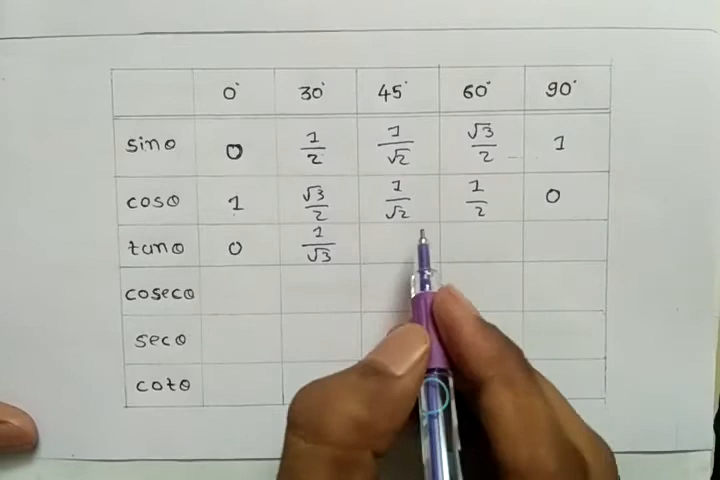 0° 30° 45° 60° 90°
sinθ 0 1/2 1/√2 √3/2 1
cosθ 1 √3/2 1/√2 1/2 0
tanθ 0 1/√3
cosecθ
secθ
cotθ